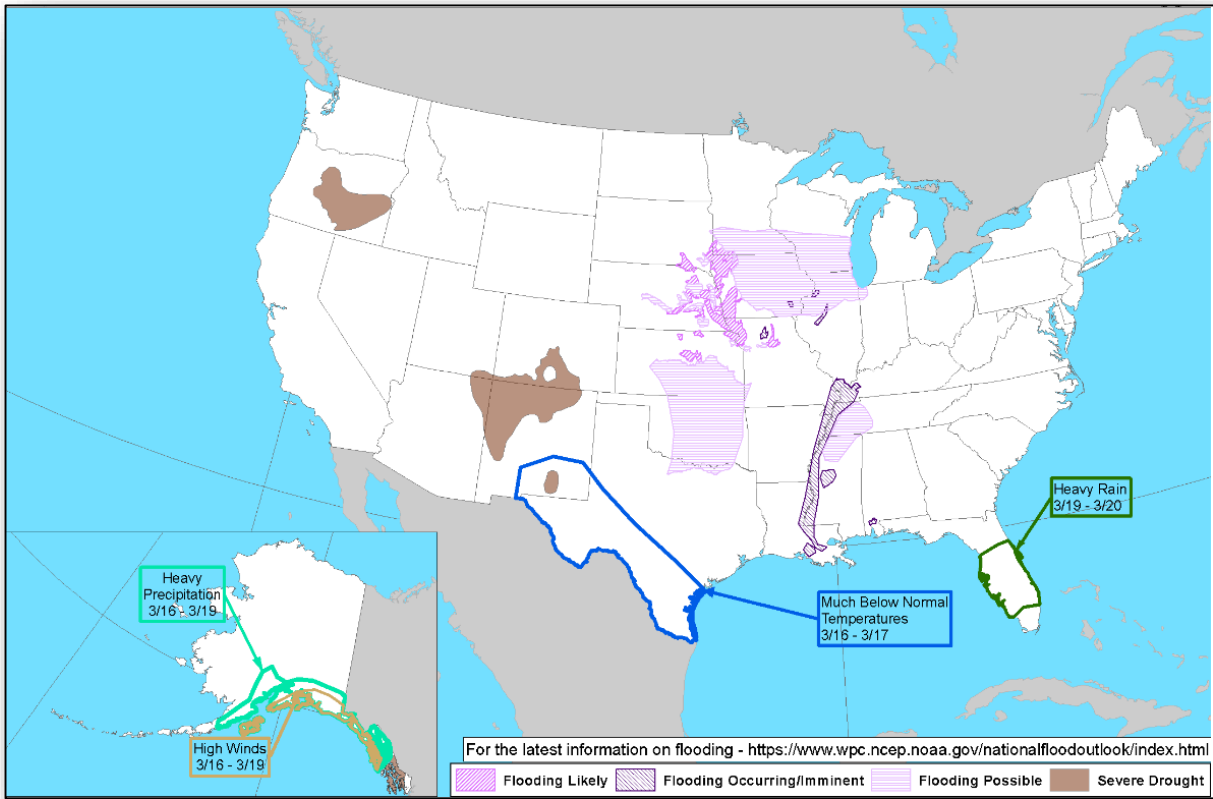 Heavy Rain
3/19 - 3/20
Heavy
Precipitation
3/16 - 3/19
Much Below Normal
Temperatures
3/16 - 3/17
High Winds
3/16 - 3/19
For the latest information on flooding - https://www.wpc.ncep.noaa.gov/nationalfloodoutlook/index.html
Flooding Likely Flooding Occurring/Imminent Flooding Possible Severe Drought